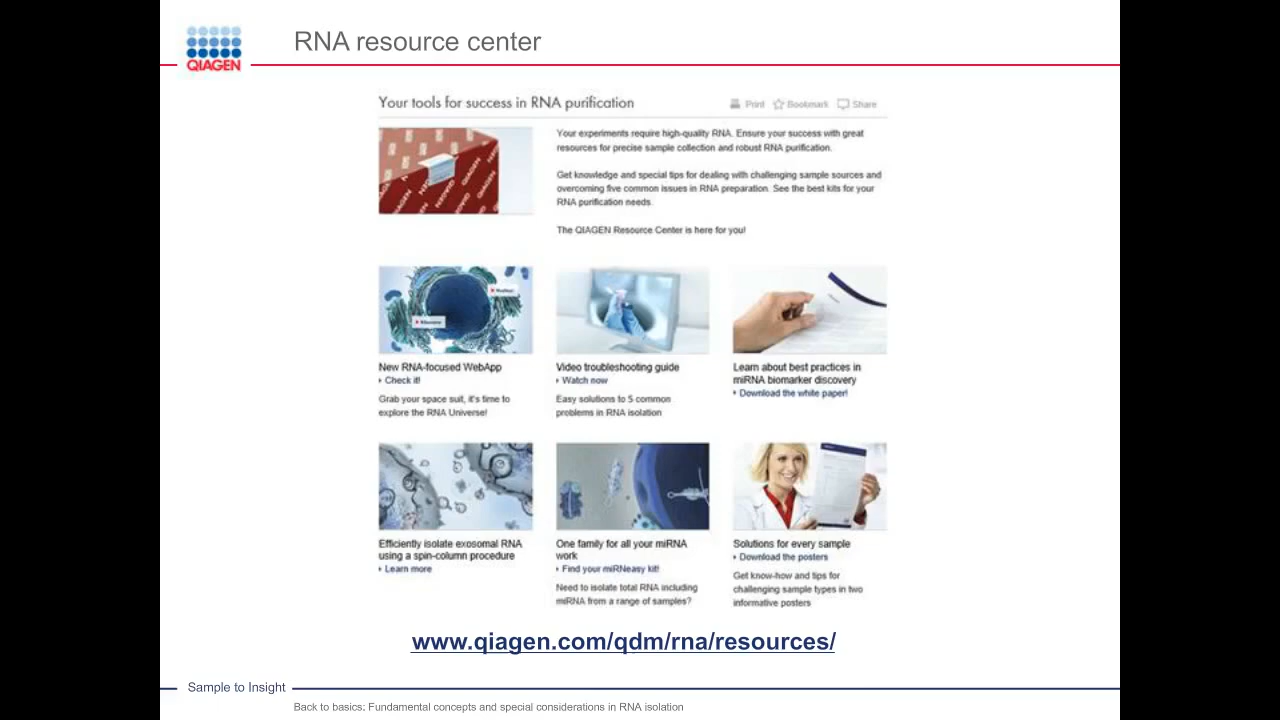 RNA resource center
QIAGEN
Your tools for success in RNA purification
Print Bookmark Share
Your experiments require high-quality RNA. Ensure your success with great
resources for precise sample collection and robust RNA purification.
Get knowledge and special tips for dealing with challenging sample sources and
overcoming five common issues in RNA preparation. See the best kits for your
RNA purification needs.
The QIAGEN Resource Center is here for you!
New RNA-focused WebApp
Check it!
Grab your space suit, it's time to
explore the RNA Universe!
Video troubleshooting guide
Watch now
Easy solutions to 5 common
problems in RNA isolation
Learn about best practices in
miRNA biomarker discovery
Download the white paper!
Efficiently isolate exosomal RNA
using a spin-column procedure
Learn more
One family for all your miRNA
work
Find your miRNeasy kit!
Need to isolate total RNA including
miRNA from a range of samples?
Solutions for every sample
Download the posters
Get know-how and tips for
challenging sample types in two
informative posters
www.qiagen.com/qdm/rna/resources/
Sample to Insight
Back to basics: Fundamental concepts and special considerations in RNA isolation